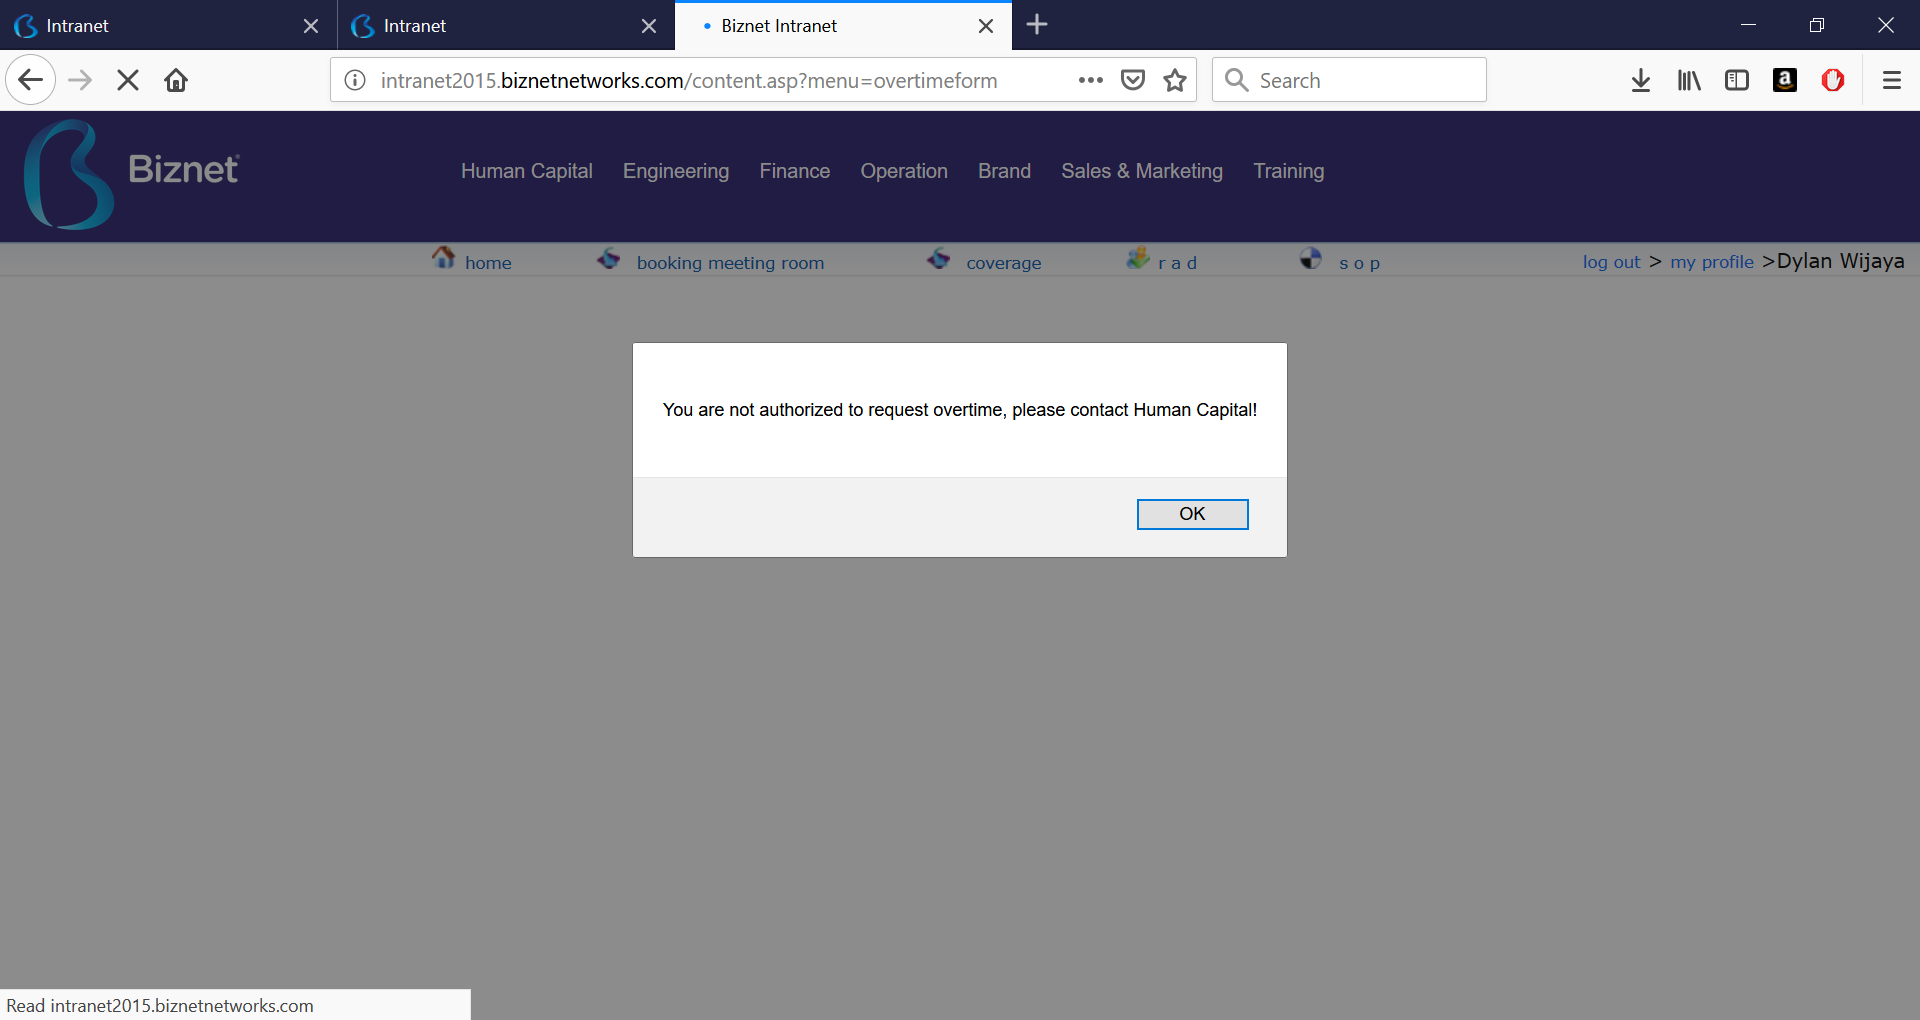 Intranet
Intranet
Biznet Intranet
intranet2015.biznetnetworks.com/content.asp?menu=overtimeform
Search
Biznet
Human Capital
Engineering
Finance
Operation
Brand
Sales & Marketing
Training
home
booking meeting room
coverage
r a d
s o p
log out > my profile >Dylan Wijaya
You are not authorized to request overtime, please contact Human Capital!
OK
Read intranet2015.biznetnetworks.com